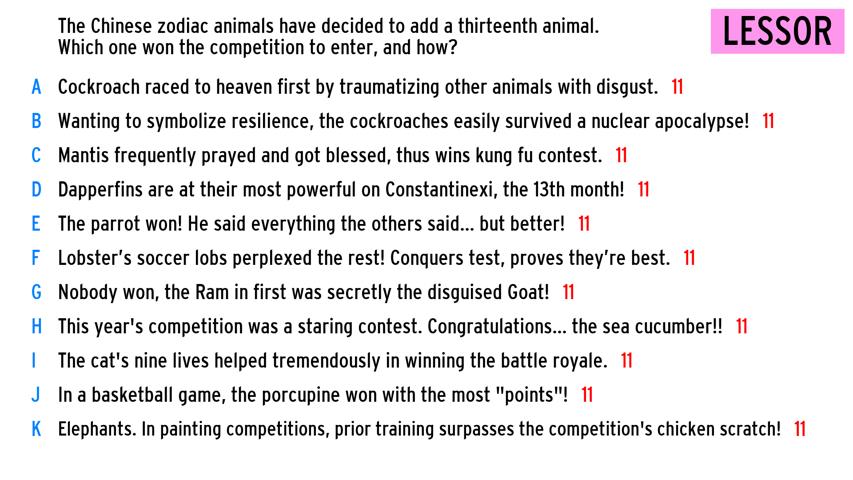 The Chinese zodiac animals have decided to add a thirteenth animal.
Which one won the competition to enter, and how?
LESSOR
A Cockroach raced to heaven first by traumatizing other animals with disgust. 11
B Wanting to symbolize resilience, the cockroaches easily survived a nuclear apocalypse! 11
C Mantis frequently prayed and got blessed, thus wins kung fu contest. 11
D Dapperfins are at their most powerful on Constantinexi, the 13th month! 11
E The parrot won! He said everything the others said... but better! 11
F Lobster’s soccer lobs perplexed the rest! Conquers test, proves they’re best. 11
G Nobody won, the Ram in first was secretly the disguised Goat! 11
H This year's competition was a staring contest. Congratulations... the sea cucumber!! 11
I The cat's nine lives helped tremendously in winning the battle royale. 11
J In a basketball game, the porcupine won with the most "points"! 11
K Elephants. In painting competitions, prior training surpasses the competition's chicken scratch! 11